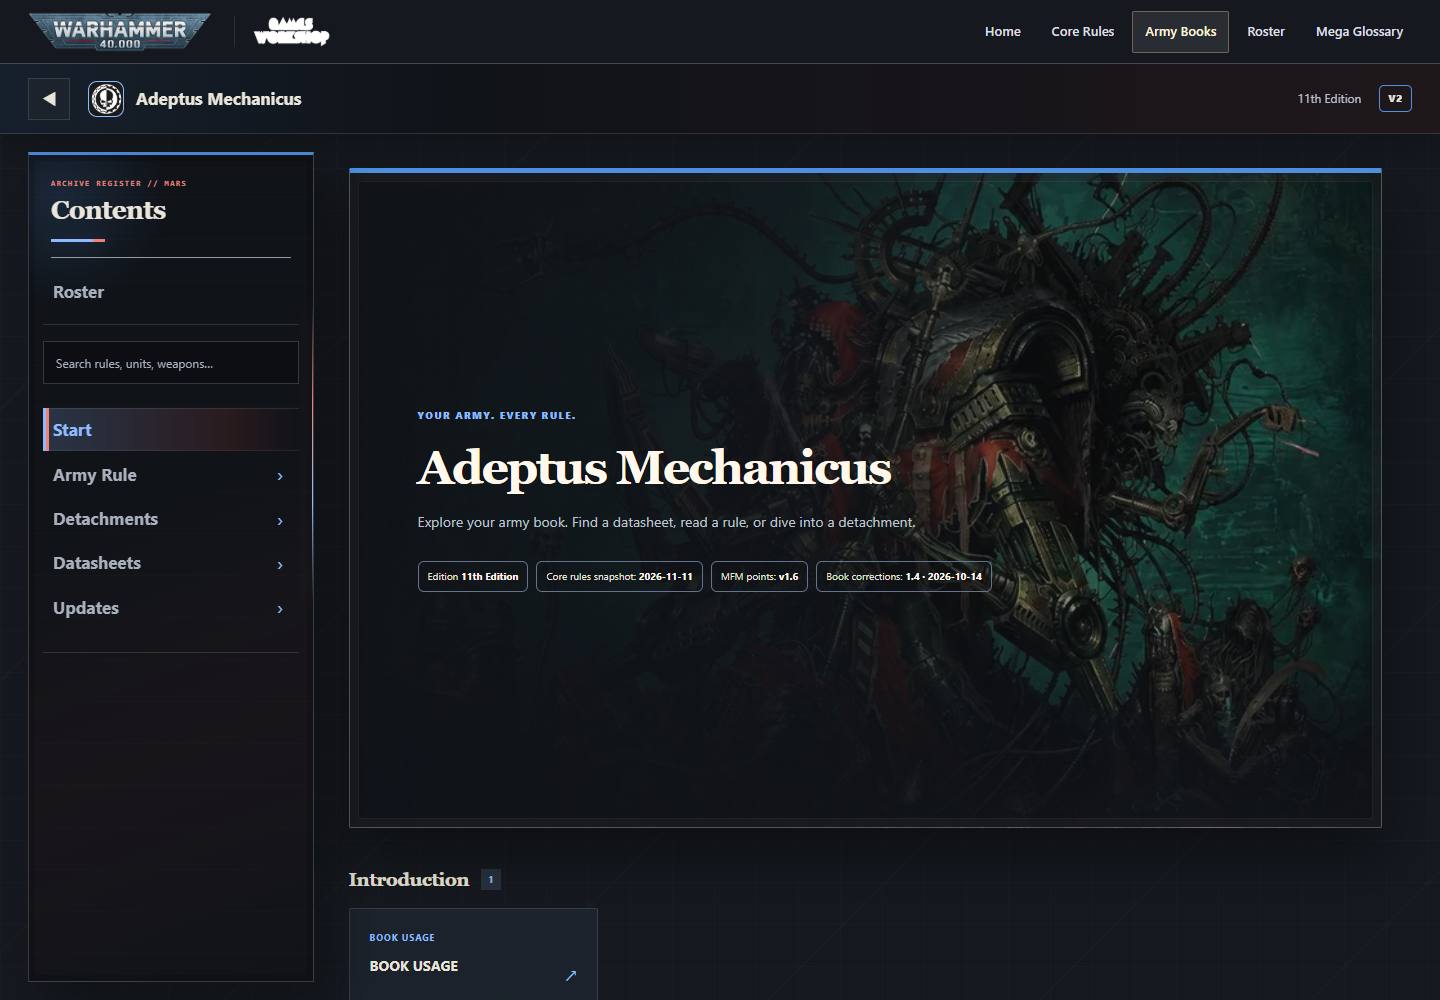 WARHAMMER
40,000
GAMES
WORKSHOP
Home
Core Rules
Army Books
Roster
Mega Glossary
◀
Adeptus Mechanicus
11th Edition
V2
ARCHIVE REGISTER // MARS
Contents
Roster
Search rules, units, weapons...
Start
Army Rule ›
Detachments ›
Datasheets ›
Updates ›
YOUR ARMY. EVERY RULE.
Adeptus Mechanicus
Explore your army book. Find a datasheet, read a rule, or dive into a detachment.
Edition 11th Edition
Core rules snapshot: 2026-11-11
MFM points: v1.6
Book corrections: 1.4 · 2026-10-14
Introduction 1
BOOK USAGE
BOOK USAGE
↗